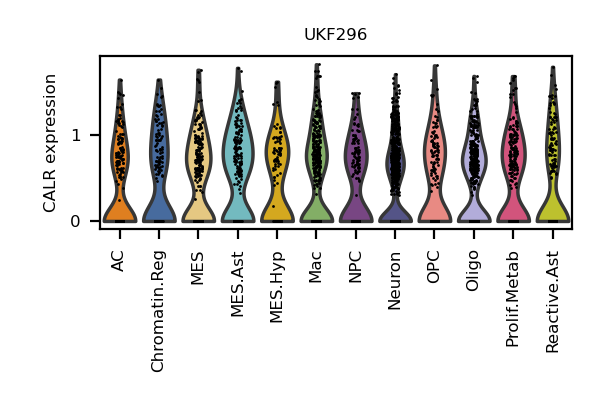 UKF296
CALR expression
1
0
AC
Chromatin.Reg
MES
MES.Ast
MES.Hyp
Mac
NPC
Neuron
OPC
Oligo
Prolif.Metab
Reactive.Ast